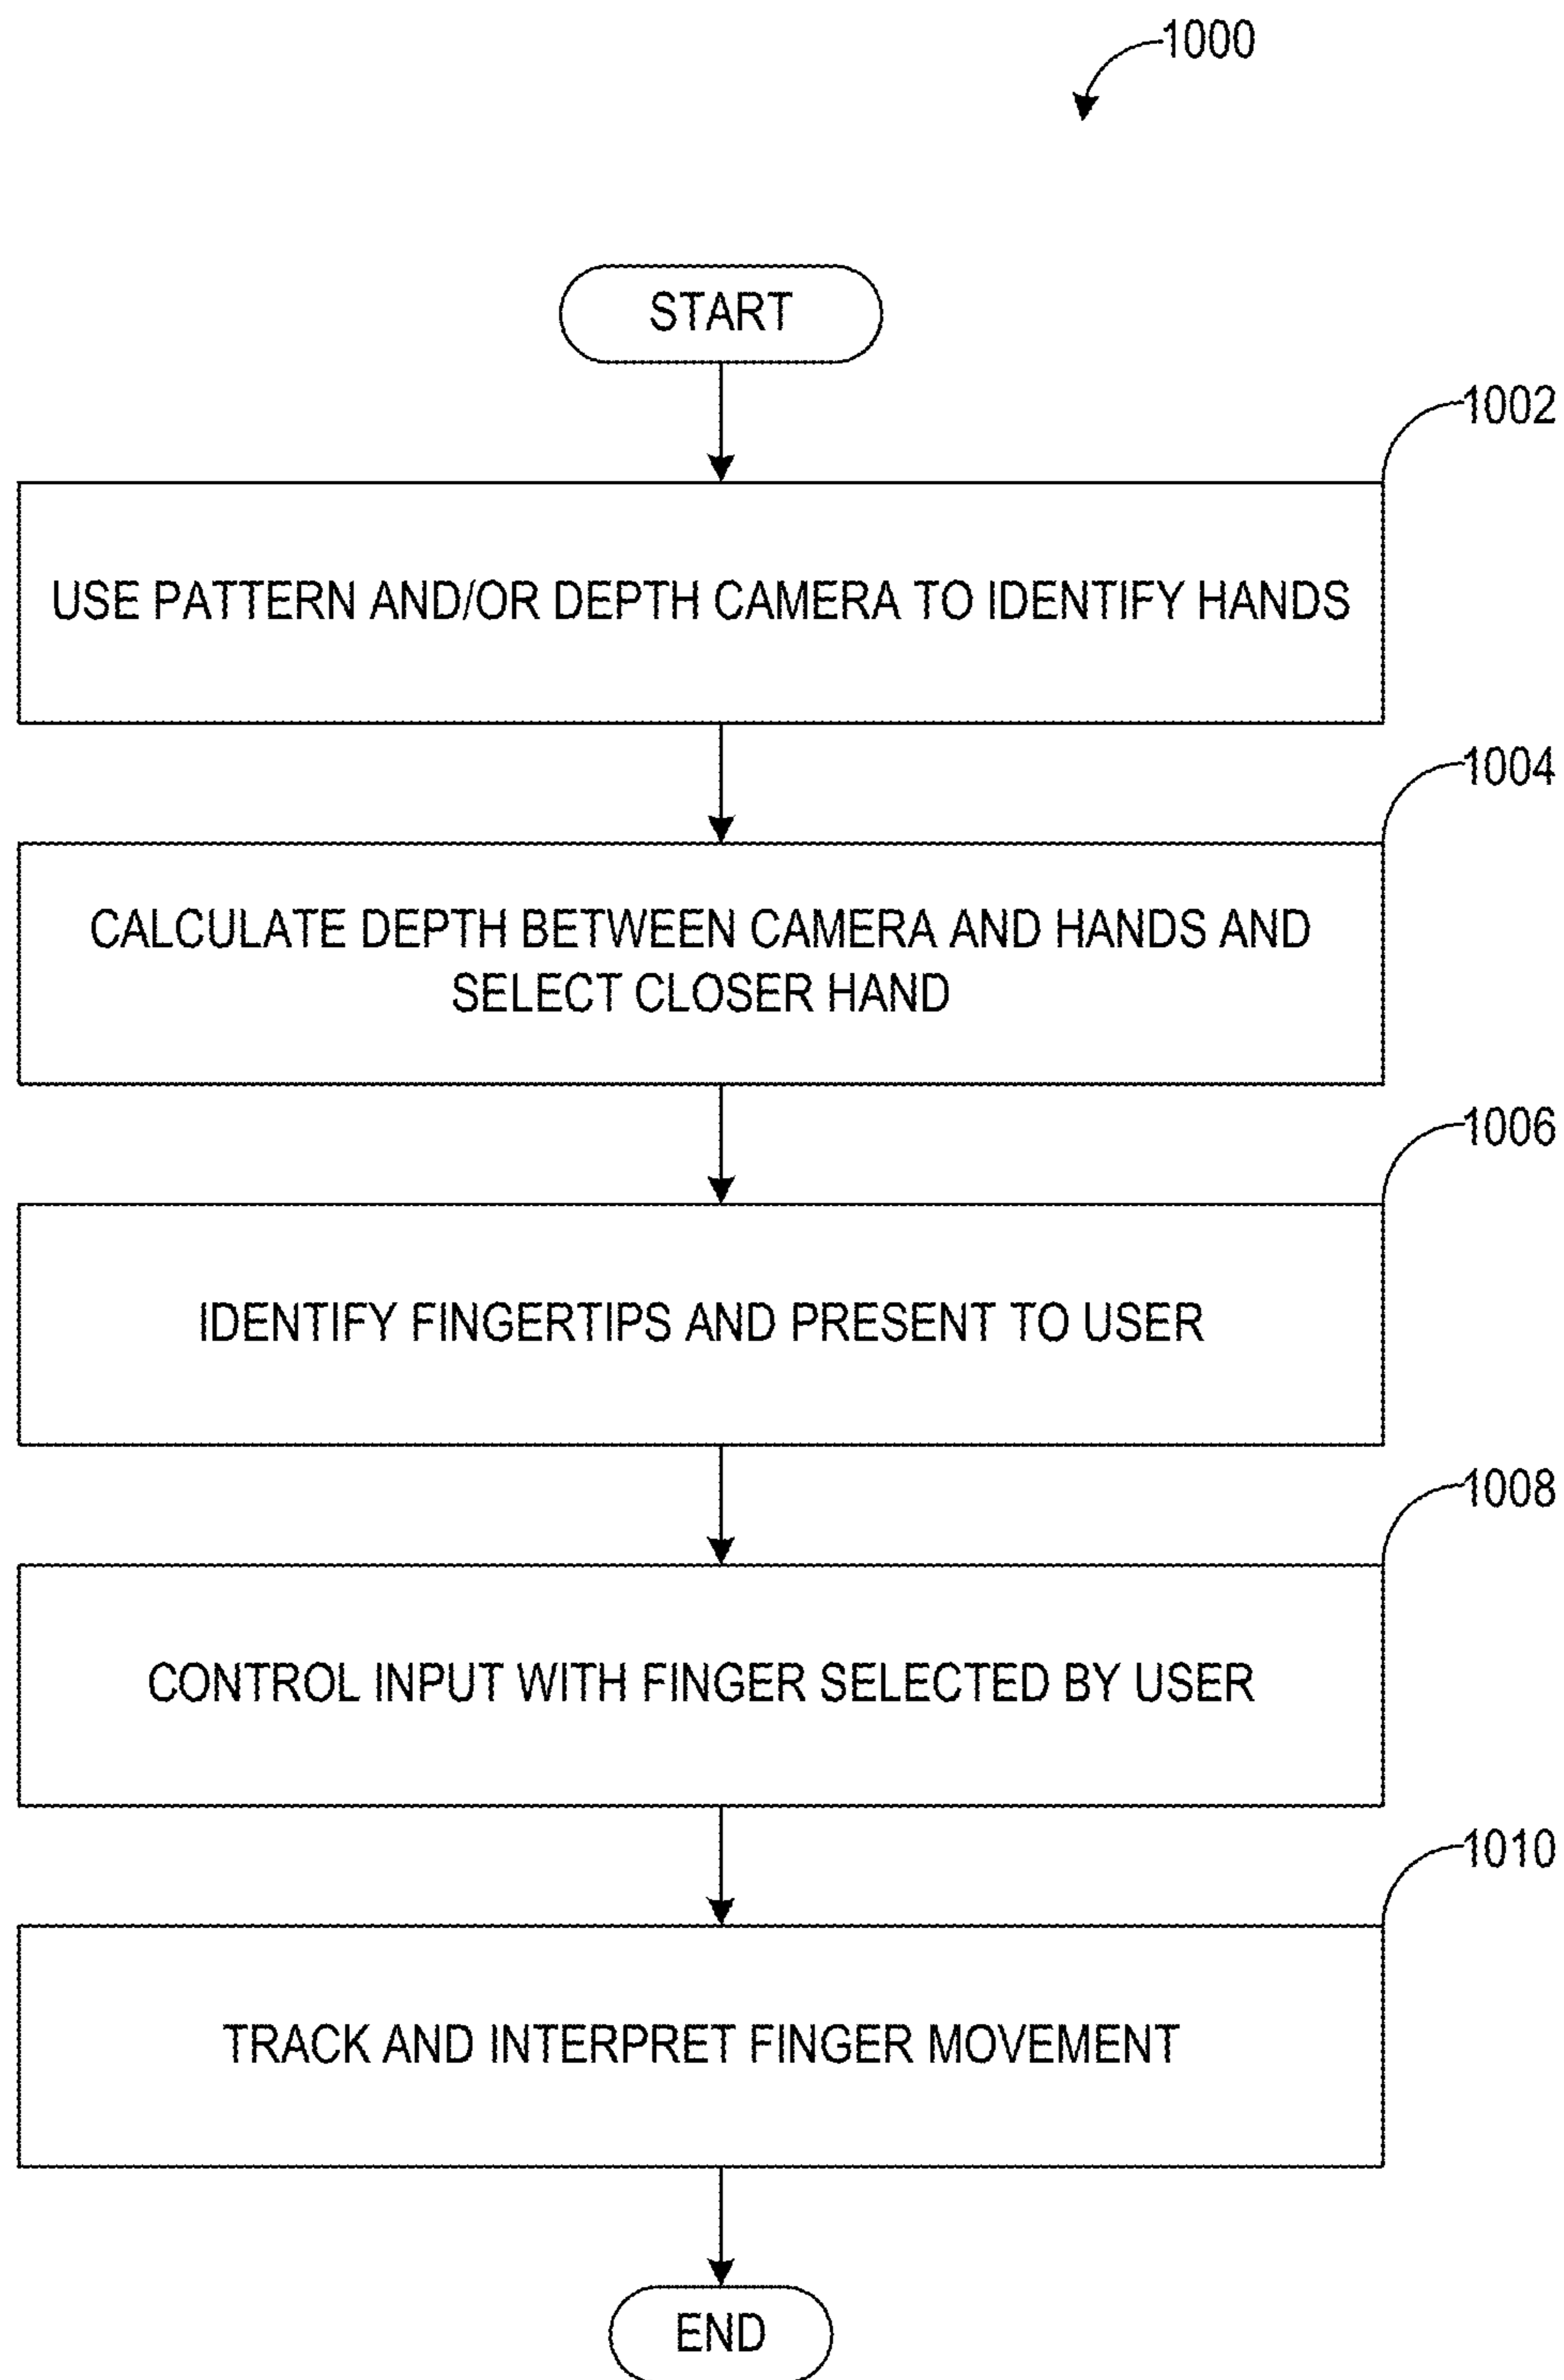 1000
START
1002
USE PATTERN AND/OR DEPTH CAMERA TO IDENTIFY HANDS
1004
CALCULATE DEPTH BETWEEN CAMERA AND HANDS AND
SELECT CLOSER HAND
1006
IDENTIFY FINGERTIPS AND PRESENT TO USER
1008
CONTROL INPUT WITH FINGER SELECTED BY USER
1010
TRACK AND INTERPRET FINGER MOVEMENT
END